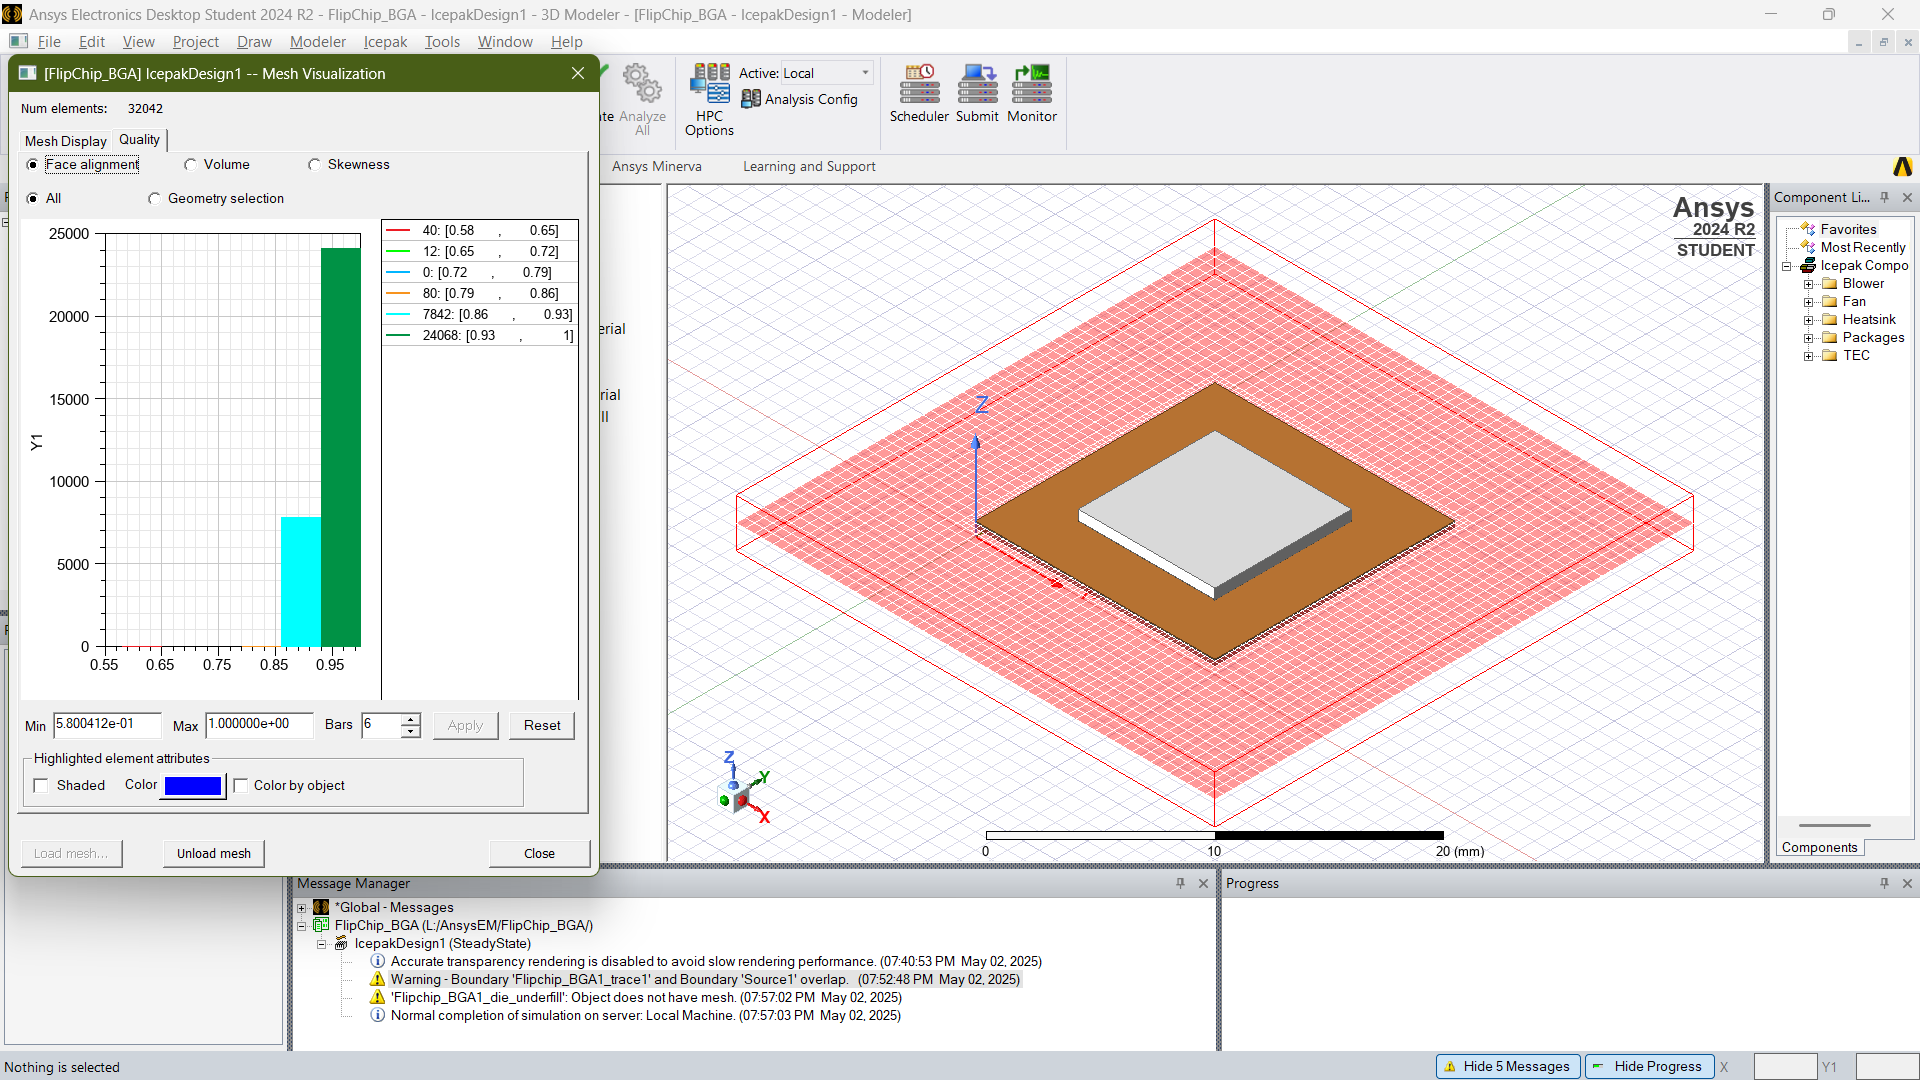 Ansys Electronics Desktop Student 2024 R2 - FlipChip_BGA - IcepakDesign1 - 3D Modeler - [FlipChip_BGA - IcepakDesign1 - Modeler]
File Edit View Project Draw Modeler Icepak Tools Window Help
[FlipChip_BGA] IcepakDesign1 -- Mesh Visualization
Num elements: 32042
Mesh Display Quality
Face alignment Volume Skewness
All Geometry selection
25000
20000
15000
10000
5000
0
Y1
0.55 0.65 0.75 0.85 0.95
40: [0.58 , 0.65]
12: [0.65 , 0.72]
0: [0.72 , 0.79]
80: [0.79 , 0.86]
7842: [0.86 , 0.93]
24068: [0.93 , 1]
Min 5.800412e-01 Max 1.000000e+00 Bars 6 Apply Reset
Highlighted element attributes
Shaded Color Color by object
Load mesh... Unload mesh Close
te Analyze All
HPC Options
Active: Local
Analysis Config
Scheduler Submit Monitor
Ansys Minerva Learning and Support
erial
rial
ll
Ansys
2024 R2
STUDENT
Z
Z
Y
X
0 10 20 (mm)
Component Li...
Favorites
Most Recently
Icepak Compo
Blower
Fan
Heatsink
Packages
TEC
Components
Message Manager
*Global - Messages
FlipChip_BGA (L:/AnsysEM/FlipChip_BGA/)
IcepakDesign1 (SteadyState)
Accurate transparency rendering is disabled to avoid slow rendering performance. (07:40:53 PM May 02, 2025)
Warning - Boundary 'Flipchip_BGA1_trace1' and Boundary 'Source1' overlap. (07:52:48 PM May 02, 2025)
'Flipchip_BGA1_die_underfill': Object does not have mesh. (07:57:02 PM May 02, 2025)
Normal completion of simulation on server: Local Machine. (07:57:03 PM May 02, 2025)
Progress
Nothing is selected
Hide 5 Messages Hide Progress X Y1